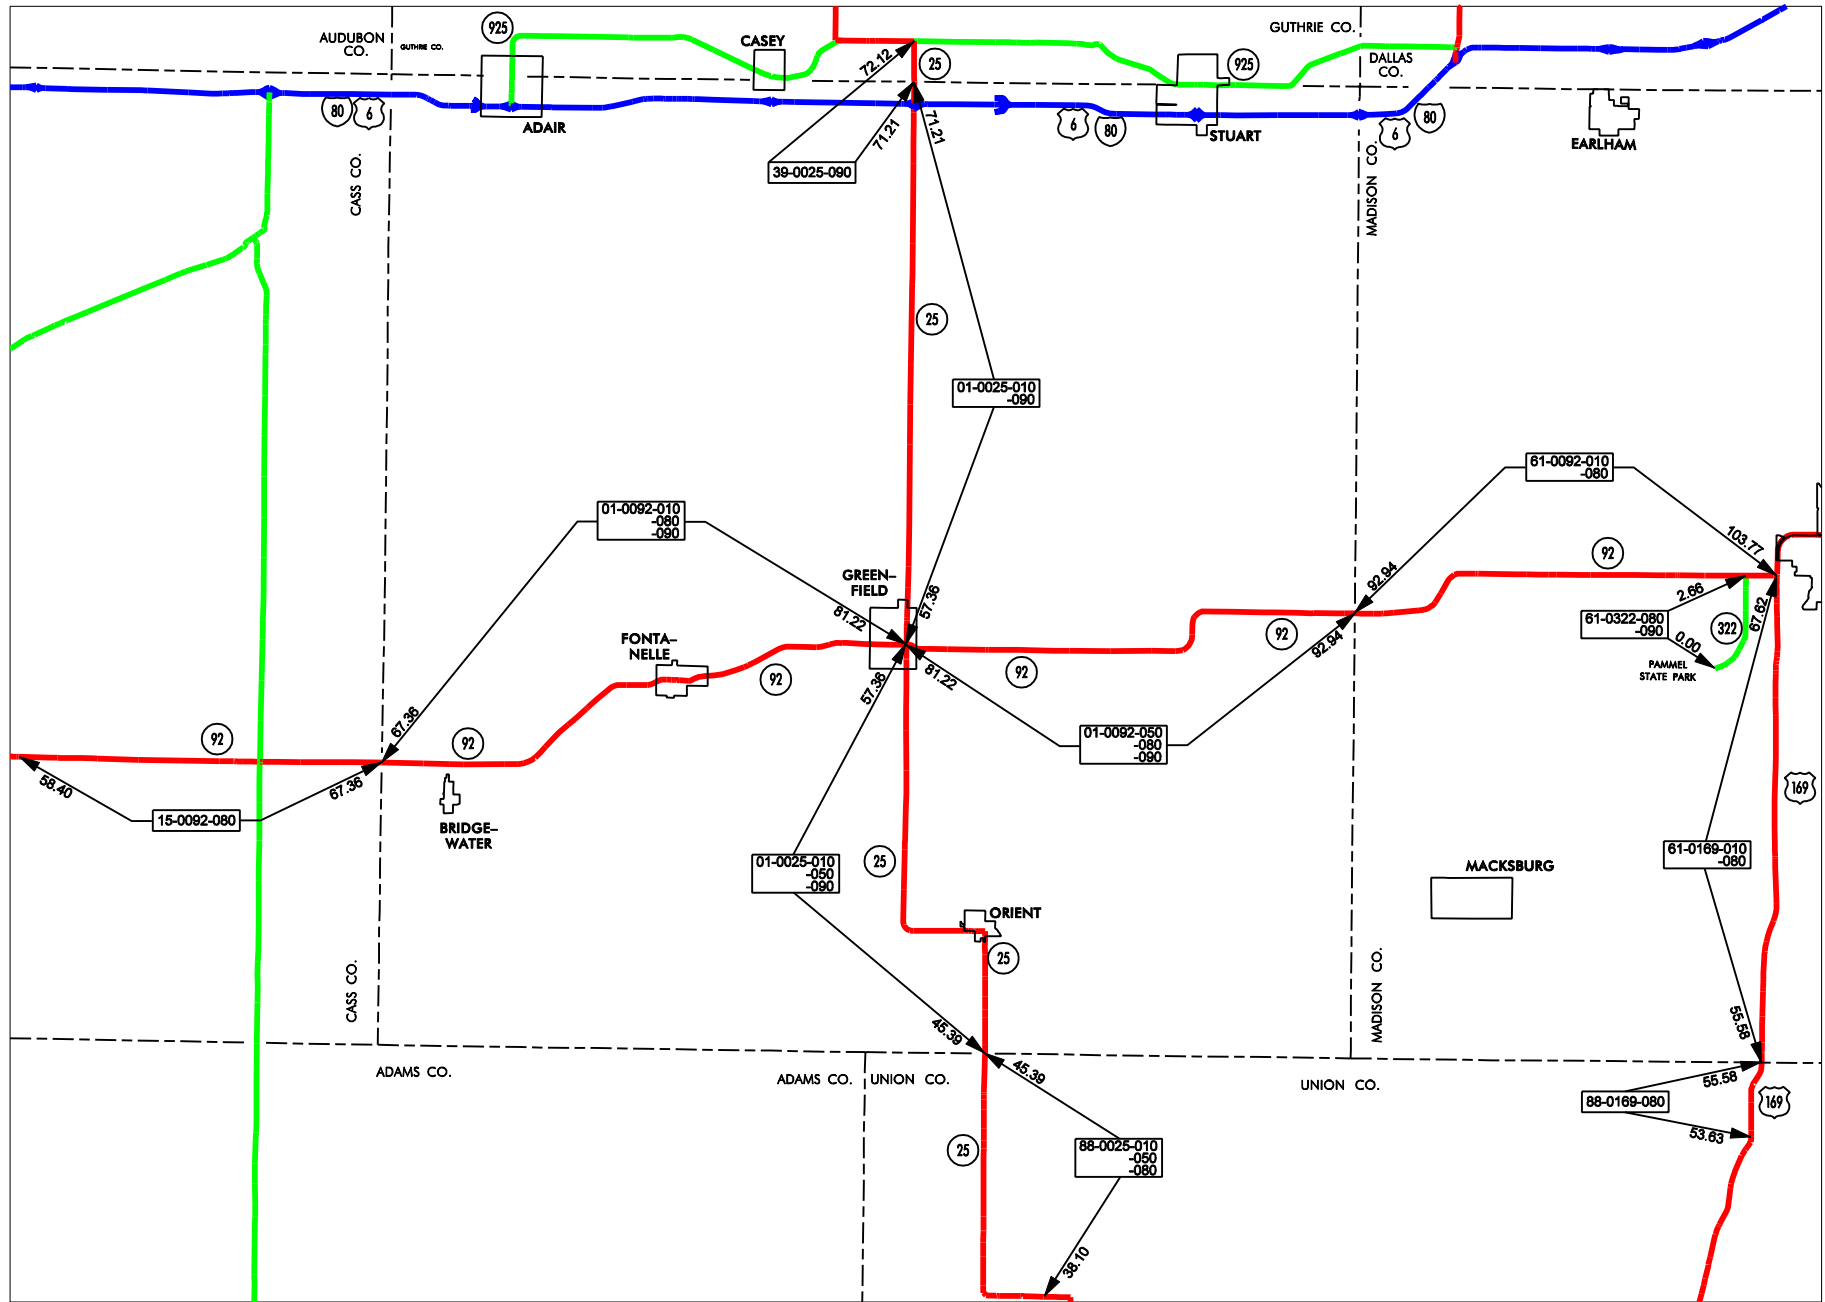 925
AUDUBON
CO.
GUTHRIE CO.
CASEY
72.12
25
GUTHRIE CO.
925
DALLAS
CO.
80
6
ADAIR
71.21
71.21
39-0025-090
6
80
STUART
6
80
EARLHAM
CASS CO.
MADISON CO.
25
01-0025-010
-090
61-0092-010
-080
01-0092-010
-080
-090
103.77
92
92.94
GREEN-
FIELD
57.36
81.22
2.66
61-0322-080
-090
0.00
322
67.62
PAMMEL
STATE PARK
FONTA-
NELLE
92
57.36
81.22
92
92
92.94
67.36
92
92
01-0092-050
-080
-090
58.40
67.36
15-0092-080
169
BRIDGE-
WATER
01-0025-010
-050
-090
25
MACKSBURG
61-0169-010
-080
ORIENT
25
CASS CO.
MADISON CO.
45.39
55.58
ADAMS CO.
ADAMS CO.
UNION CO.
45.39
UNION CO.
55.58
88-0169-080
169
53.63
25
88-0025-010
-050
-080
38.10